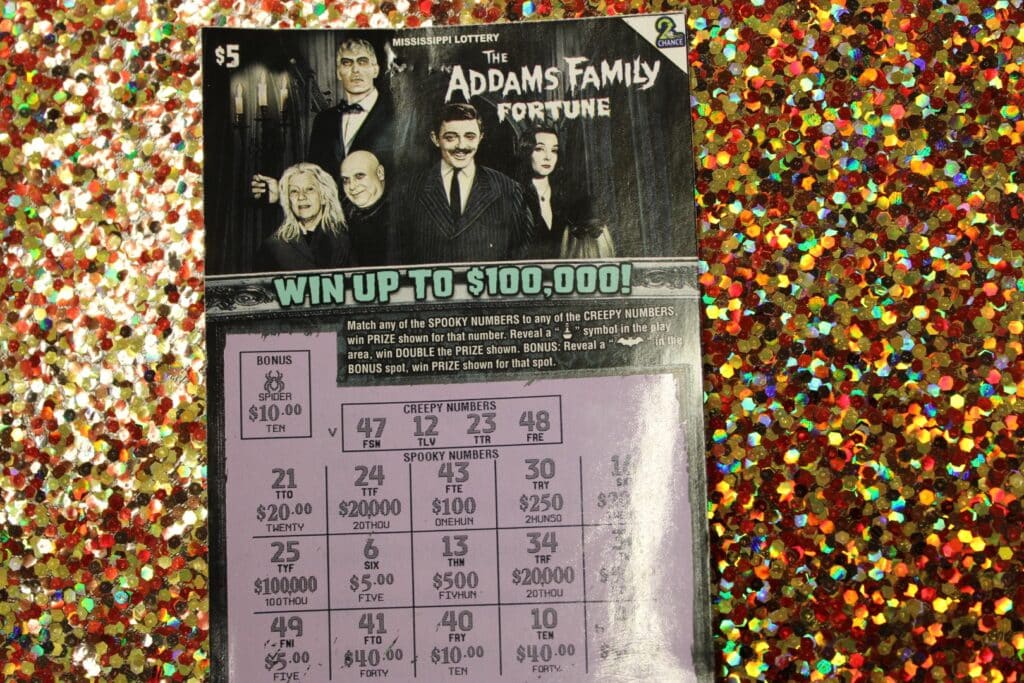 $5
MISSISSIPPI LOTTERY
2ND CHANCE
THE
ADDAMS FAMILY
FORTUNE
WIN UP TO $100,000!
Match any of the SPOOKY NUMBERS to any of the CREEPY NUMBERS,
win PRIZE shown for that number. Reveal a " " symbol in the play
area, win DOUBLE the PRIZE shown. BONUS: Reveal a " " in the
BONUS spot, win PRIZE shown for that spot.
BONUS
SPIDER
$10.00
TEN
CREEPY NUMBERS
V 47 12 23 48
FSN TLV TTR FRE
SPOOKY NUMBERS
21 24 43 30
TTO TTF FTE TRY
$20.00 $20000 $100 $250
TWENTY 20THOU ONEHUN 2HUN50
25 6 13 34
TYF SIX THN TRF
$100000 $5.00 $500 $20000
100THOU FIVE FIVHUN 20THOU
49 41 40 10
FNI FTO FRY TEN
$5.00 $40.00 $10.00 $40.00
FIVE FORTY TEN FORTY